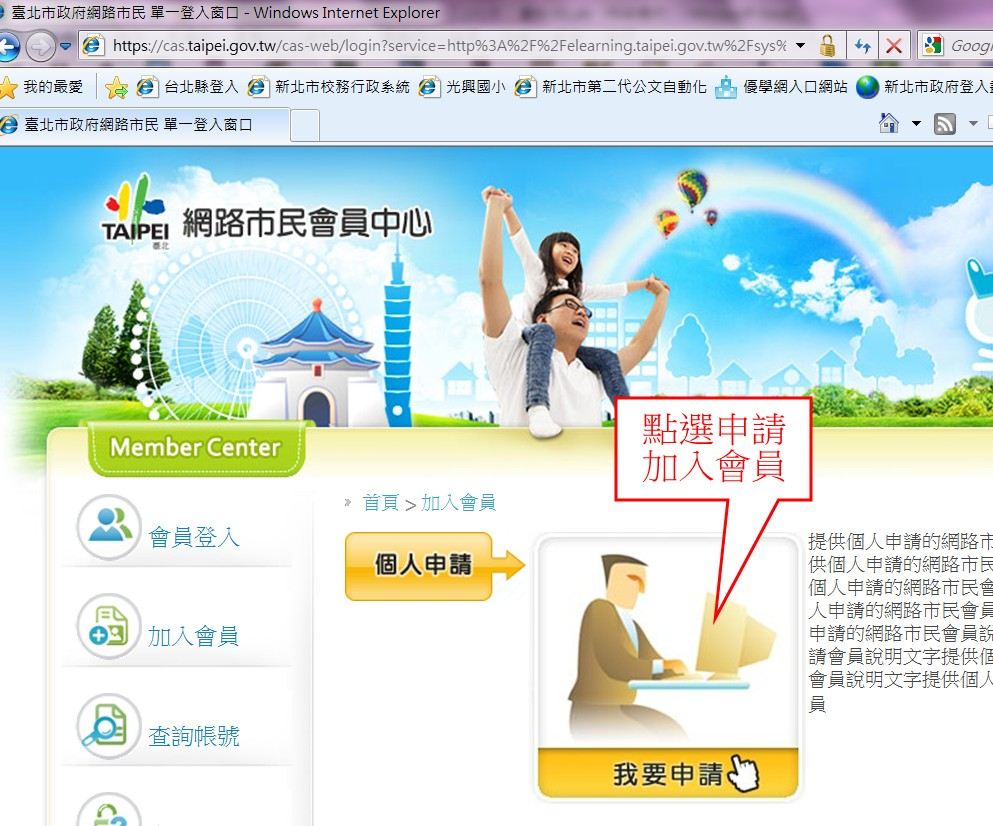 臺北市政府網路市民 單一登入窗口 - Windows Internet Explorer
https://cas.taipei.gov.tw/cas-web/login?service=http%3A%2F%2Felearning.taipei.gov.tw%2Fsys%
Googl
我的最愛 台北縣登入 新北市校務行政系統 光興國小 新北市第二代公文自動化 優學網入口網站 新北市政府登入
臺北市政府網路市民 單一登入窗口
TAIPEI
臺北
網路市民會員中心
點選申請
加入會員
Member Center
首頁 > 加入會員
會員登入
個人申請
提供個人申請的網路市
供個人申請的網路市民
個人申請的網路市民會
人申請的網路市民會員
申請的網路市民會員說
請會員說明文字提供個
會員說明文字提供個人
員
加入會員
查詢帳號
我要申請